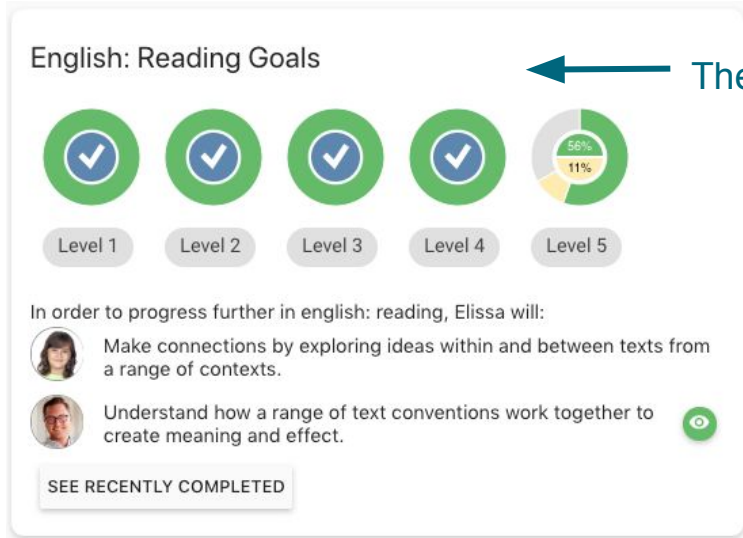 English: Reading Goals
The
56%
11%
Level 1 Level 2 Level 3 Level 4 Level 5
In order to progress further in english: reading, Elissa will:
Make connections by exploring ideas within and between texts from
a range of contexts.
Understand how a range of text conventions work together to
create meaning and effect.
SEE RECENTLY COMPLETED